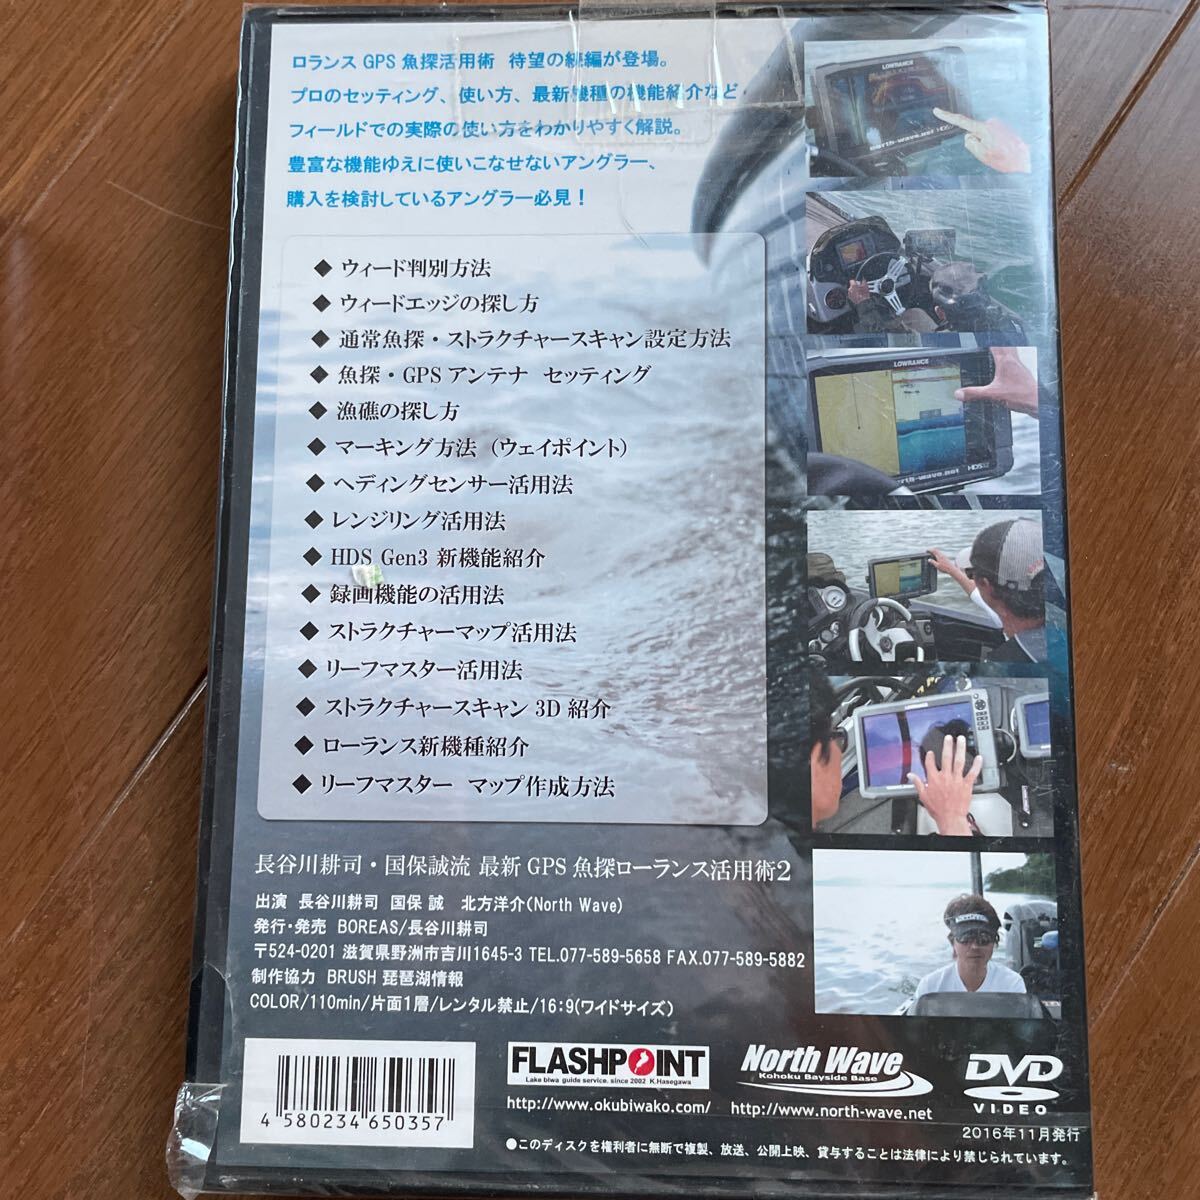 ロランス GPS 魚探活用術　待望の続編が登場。
プロのセッティング、使い方、最新機種の機能紹介など・
フィールドでの実際の使い方をわかりやすく解説。
豊富な機能ゆえに使いこなせないアングラー、
購入を検討しているアングラー必見！
◆ ウィード判別方法
◆ ウィードエッジの探し方
◆ 通常魚探・ストラクチャースキャン設定方法
◆ 魚探・GPS アンテナ　セッティング
◆ 漁礁の探し方
◆ マーキング方法（ウェイポイント）
◆ ヘディングセンサー活用法
◆ レンジリング活用法
◆ HDS Gen3 新機能紹介
◆ 録画機能の活用法
◆ ストラクチャーマップ活用法
◆ リーフマスター活用法
◆ ストラクチャースキャン 3D 紹介
◆ ローランス新機種紹介
◆ リーフマスター　マップ作成方法
LOWRANCE
north-wave.net HDS
LOWRANCE
north-wave.net HDS
長谷川耕司・国保誠流 最新 GPS 魚探ローランス活用術2
出演 長谷川耕司 国保 誠　北方洋介(North Wave)
発行・発売 BOREAS/長谷川耕司
〒524-0201 滋賀県野洲市吉川1645-3 TEL.077-589-5658 FAX.077-589-5882
制作協力 BRUSH 琵琶湖情報
COLOR/110min/片面1層/レンタル禁止/16:9(ワイドサイズ)
4 580234 650357
FLASHPOINT
Lake biwa guide service. since 2002 K.Hasegawa
http://www.okubiwako.com/
North Wave
Kohoku Bayside Base
http://www.north-wave.net
DVD
VIDEO
2016年11月発行
●このディスクを権利者に無断で複製、放送、公開上映、貸与することは法律により禁じられています。